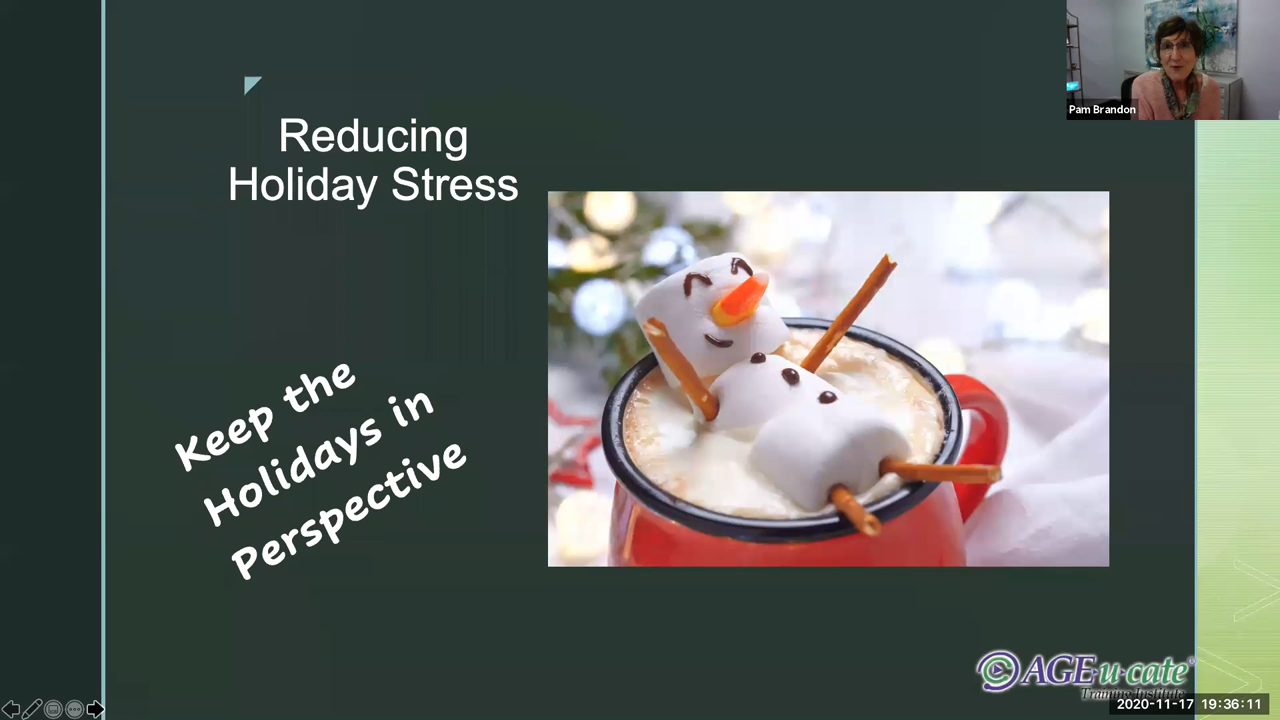 Pam Brandon
Reducing
Holiday Stress
Keep the
Holidays in
Perspective
AGE·u·cate®
Training Institute
2020-11-17 19:36:11